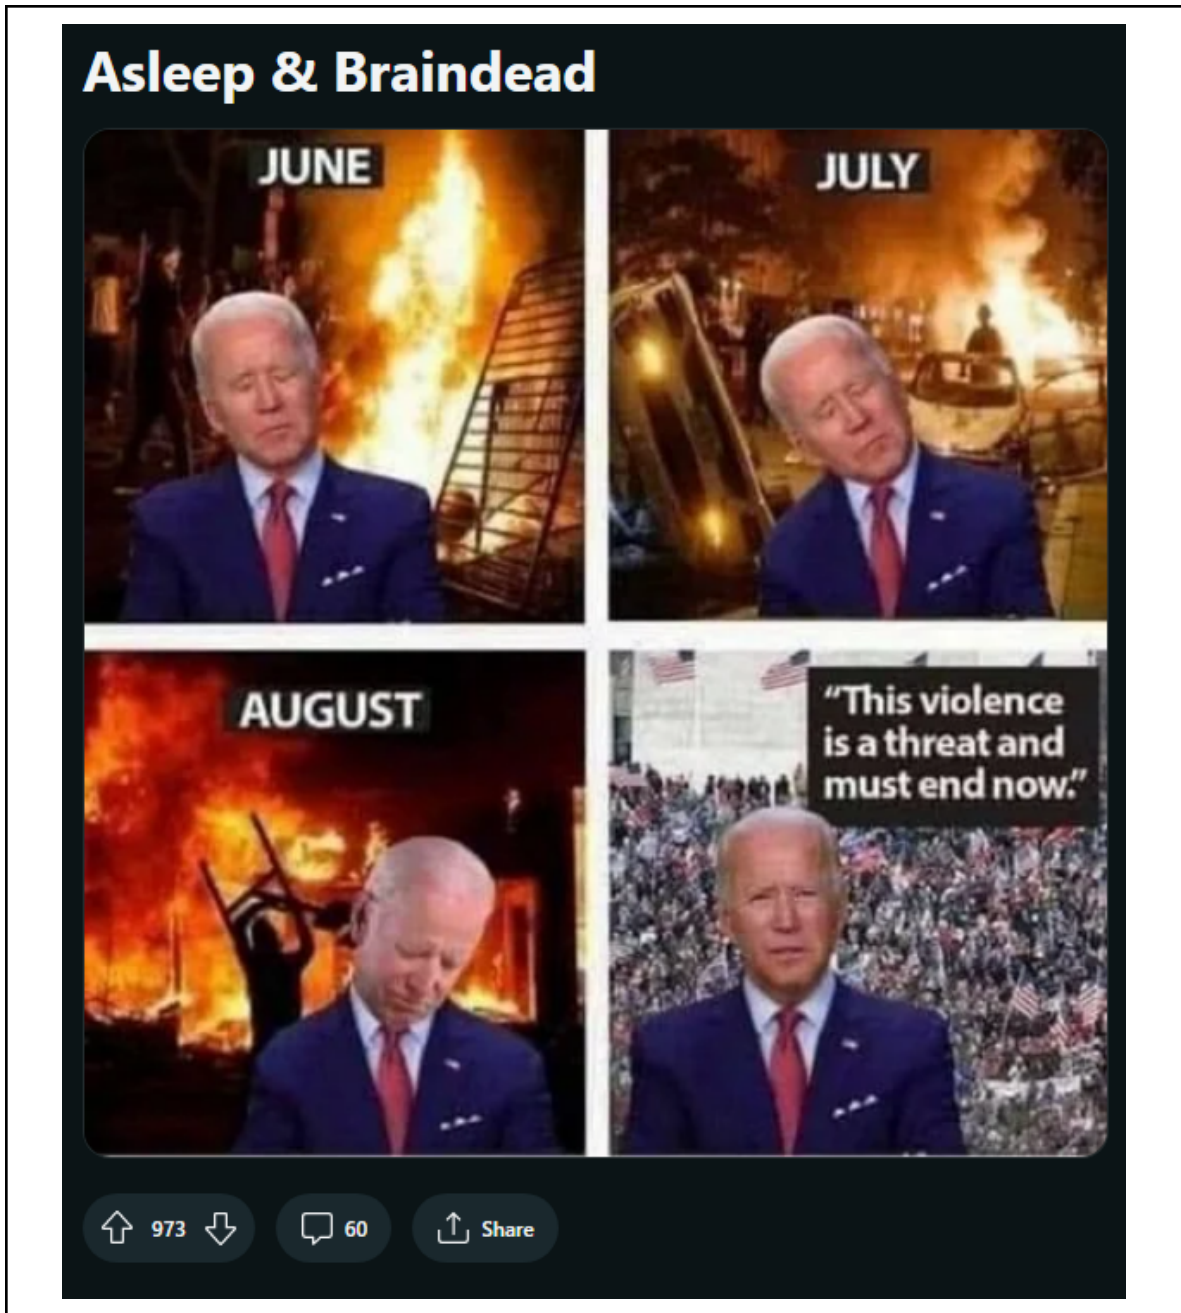 Asleep & Braindead
JUNE
JULY
AUGUST
“This violence
is a threat and
must end now.”
973
60
Share